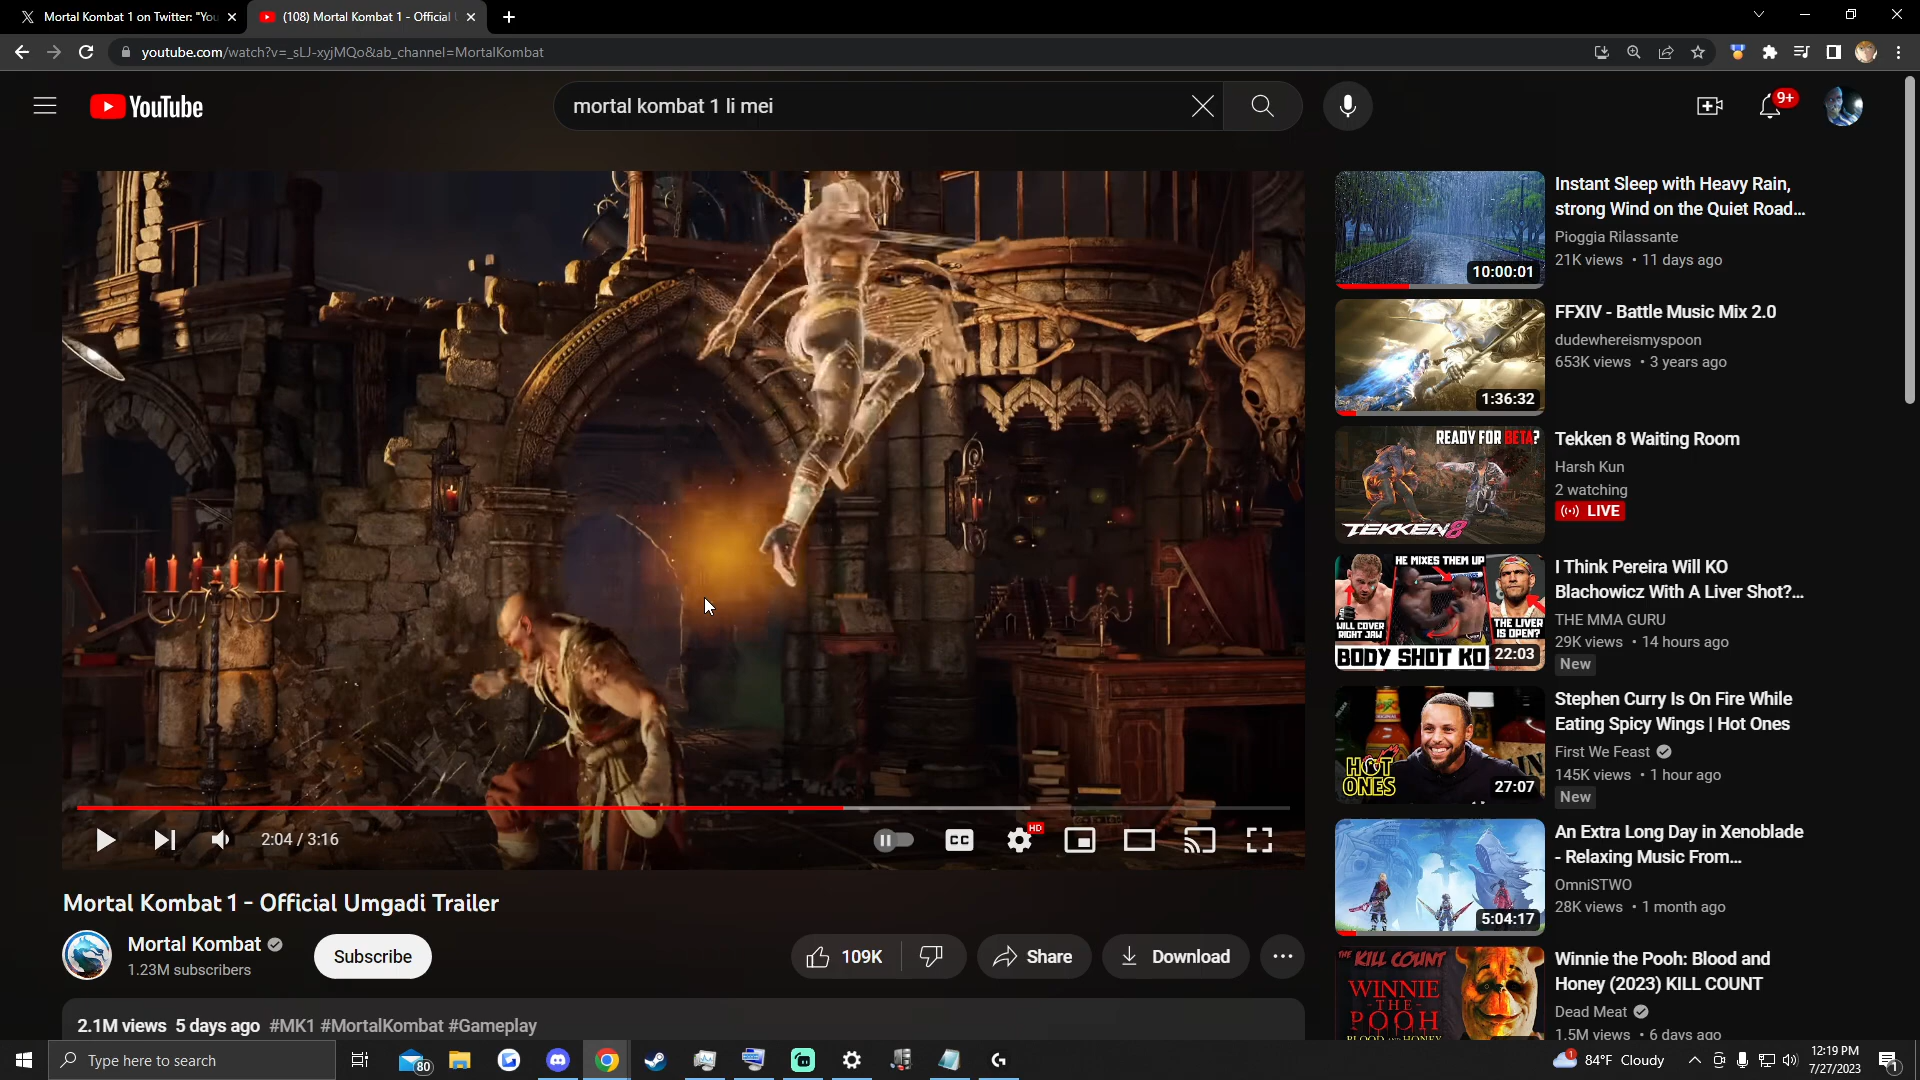 Mortal Kombat 1 on Twitter: "You
(108) Mortal Kombat 1 - Official
youtube.com/watch?v=_sLJ-xyjMQo&ab_channel=MortalKombat
YouTube
mortal kombat 1 li mei
9+
Instant Sleep with Heavy Rain,
strong Wind on the Quiet Road...
Pioggia Rilassante
21K views • 11 days ago
10:00:01
FFXIV - Battle Music Mix 2.0
dudewhereismyspoon
653K views • 3 years ago
1:36:32
READY FOR BETA?
TEKKEN 8
Tekken 8 Waiting Room
Harsh Kun
2 watching
LIVE
HE MIXES THEM UP
WILL COVER
RIGHT JAW
THE LIVER
IS OPEN?
BODY SHOT KO
22:03
I Think Pereira Will KO
Blachowicz With A Liver Shot?...
THE MMA GURU
29K views • 14 hours ago
New
HOT
ONES
27:07
Stephen Curry Is On Fire While
Eating Spicy Wings | Hot Ones
First We Feast
145K views • 1 hour ago
New
5:04:17
An Extra Long Day in Xenoblade
- Relaxing Music From...
OmniSTWO
28K views • 1 month ago
THE KILL COUNT
WINNIE
-THE-
POOH
BLOOD AND HONEY
Winnie the Pooh: Blood and
Honey (2023) KILL COUNT
Dead Meat
1.5M views • 6 days ago
2:04 / 3:16
CC
HD
Mortal Kombat 1 - Official Umgadi Trailer
Mortal Kombat
1.23M subscribers
Subscribe
109K
Share
Download
2.1M views 5 days ago #MK1 #MortalKombat #Gameplay
Type here to search
80
1
84°F Cloudy
12:19 PM
7/27/2023
1